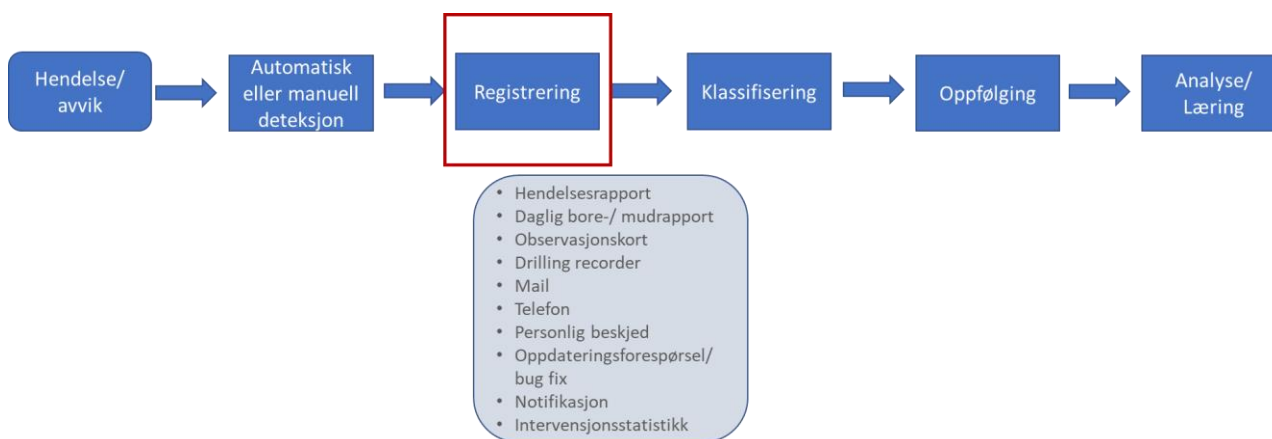 Hendelse/
avvik
Automatisk
eller manuell
deteksjon
Registrering
Klassifisering
Oppfølging
Analyse/
Læring
• Hendelsesrapport
• Daglig bore-/ mudrapport
• Observasjonskort
• Drilling recorder
• Mail
• Telefon
• Personlig beskjed
• Oppdateringsforespørsel/
bug fix
• Notifikasjon
• Intervensjonsstatistikk